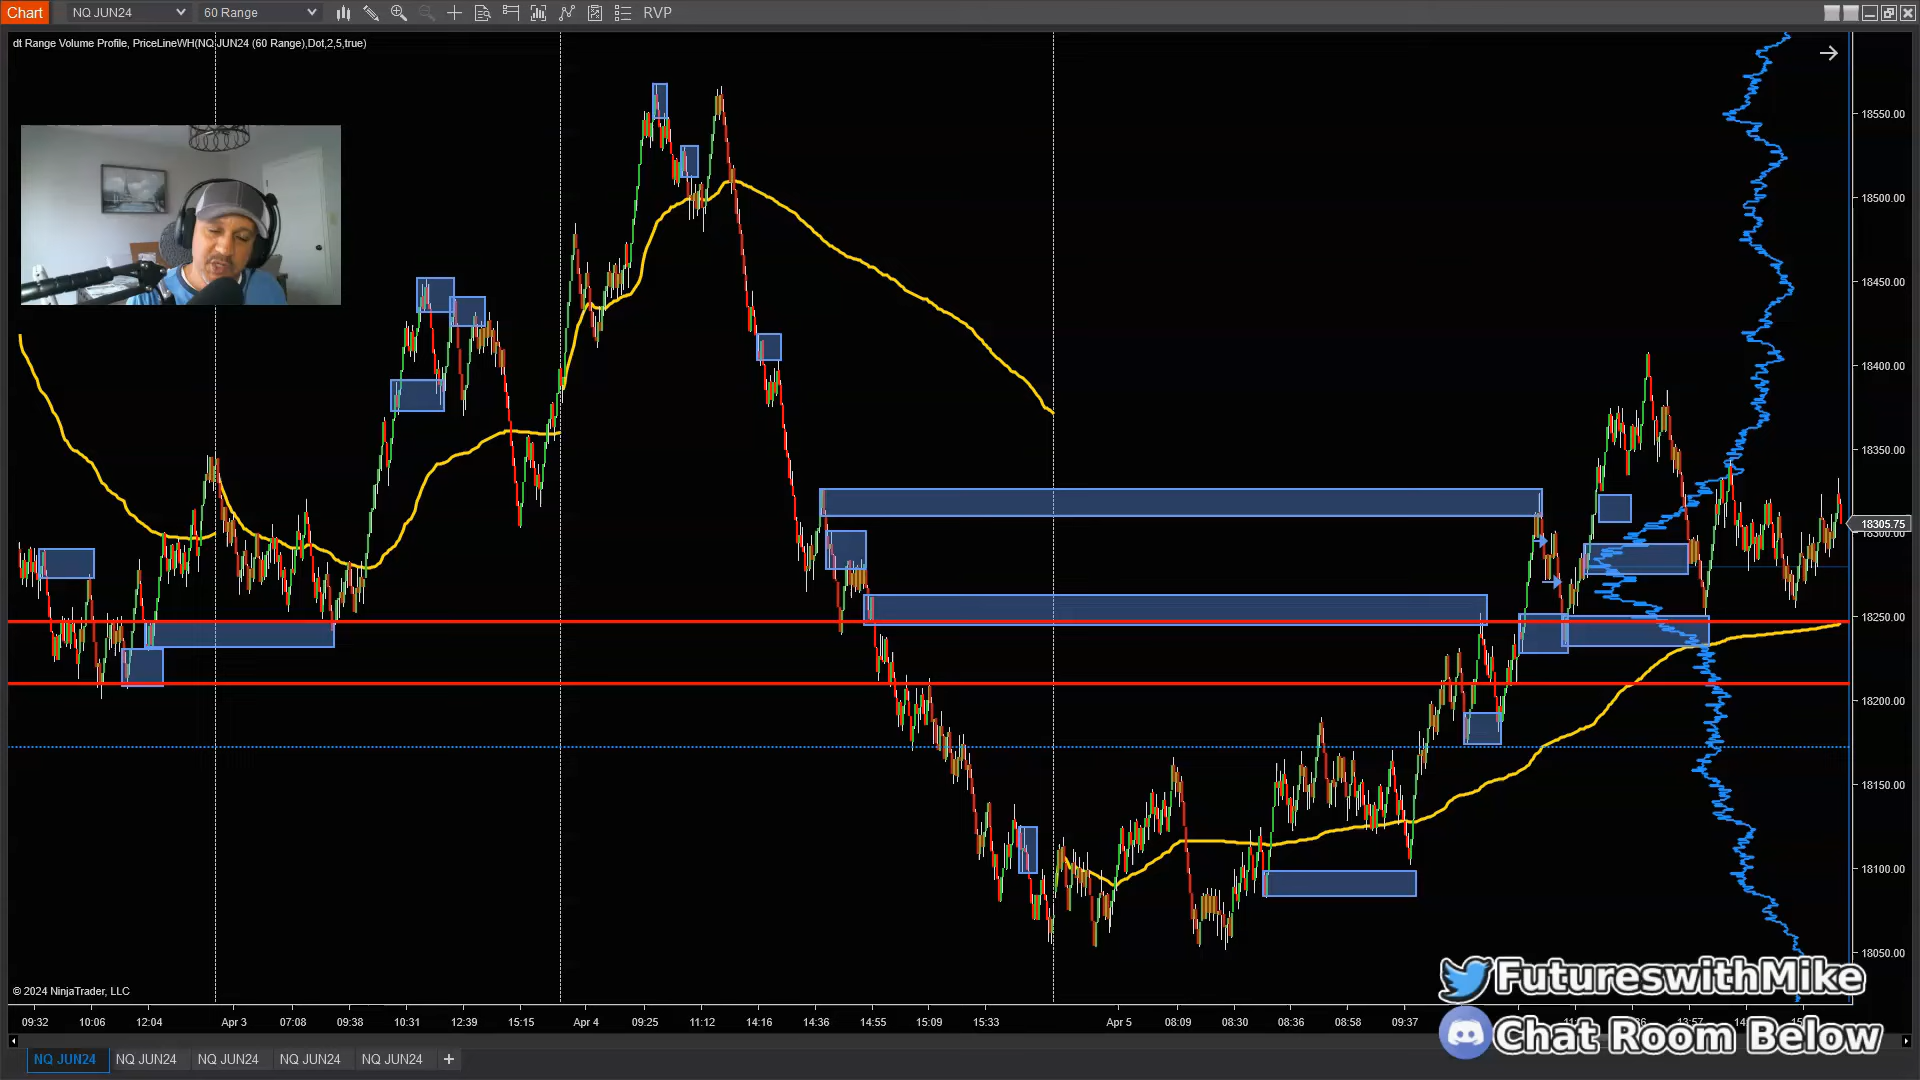 Chart NQ JUN24 60 Range RVP
dt Range Volume Profile, PriceLineWH(NQ JUN24 (60 Range),Dot,2,5,true)
18550.00
18500.00
18450.00
18400.00
18350.00
18305.75
18300.00
18250.00
18200.00
18150.00
18100.00
18050.00
FutureswithMike
© 2024 NinjaTrader, LLC
09:32 10:06 12:04 Apr 3 07:08 09:38 10:31 12:39 15:15 Apr 4 09:25 11:12 14:16 14:36 14:55 15:09 15:33 Apr 5 08:09 08:30 08:36 08:58 09:37
Chat Room Below
NQ JUN24 NQ JUN24 NQ JUN24 NQ JUN24 NQ JUN24 +